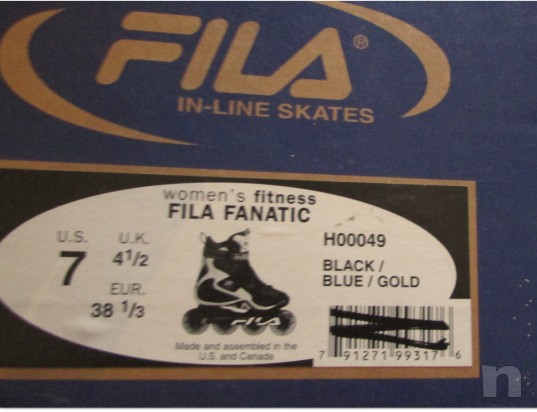 FILA®
IN-LINE SKATES
women's fitness
FILA FANATIC
U.S.
7
U.K.
4 1/2
EUR.
38 1/3
H00049
BLACK /
BLUE / GOLD
FILA
Made and assembled in the
U.S. and Canada
7 91271 99317 6
n